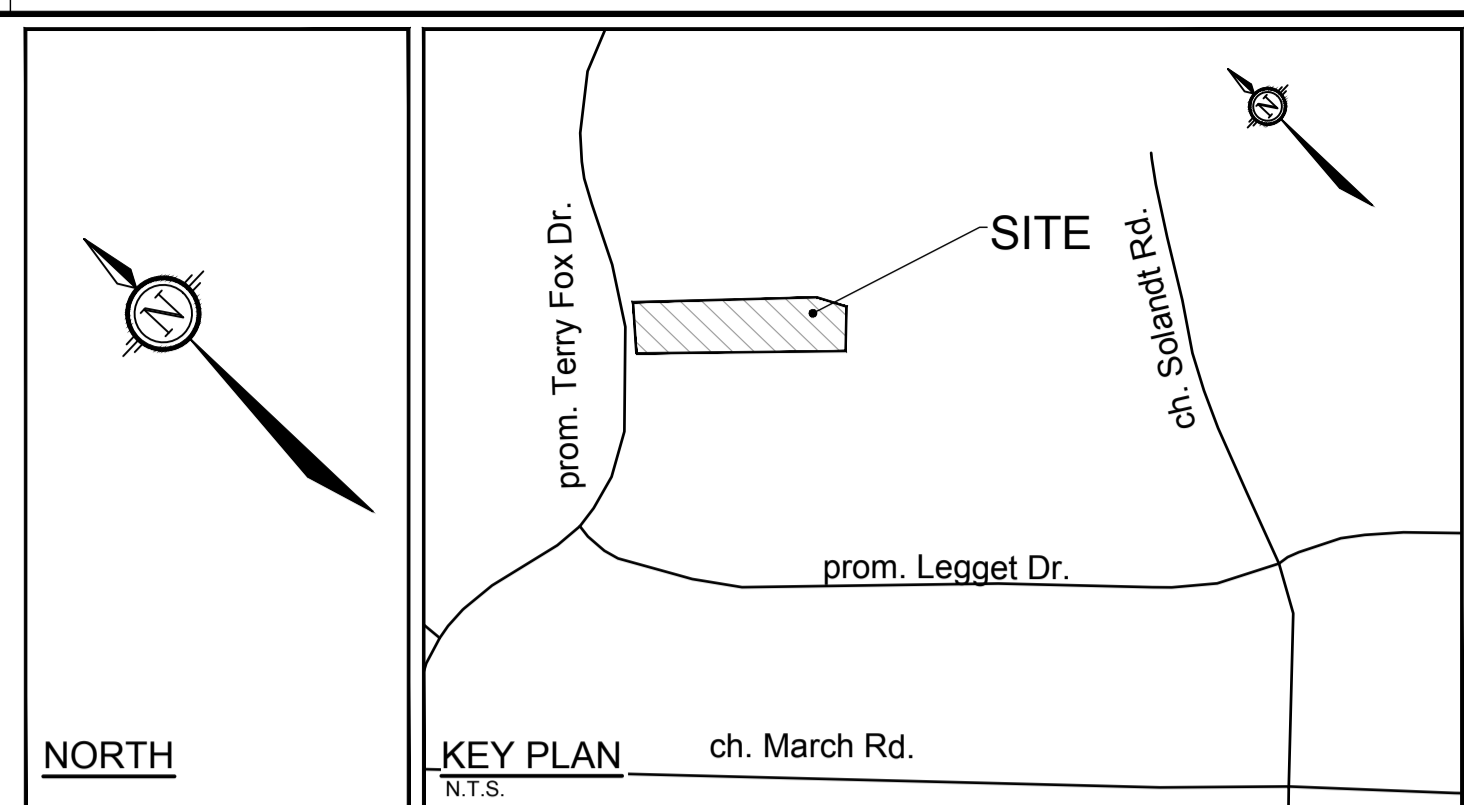 N
NORTH
N
SITE
prom. Terry Fox Dr.
ch. Solandt Rd.
prom. Legget Dr.
ch. March Rd.
KEY PLAN
N.T.S.